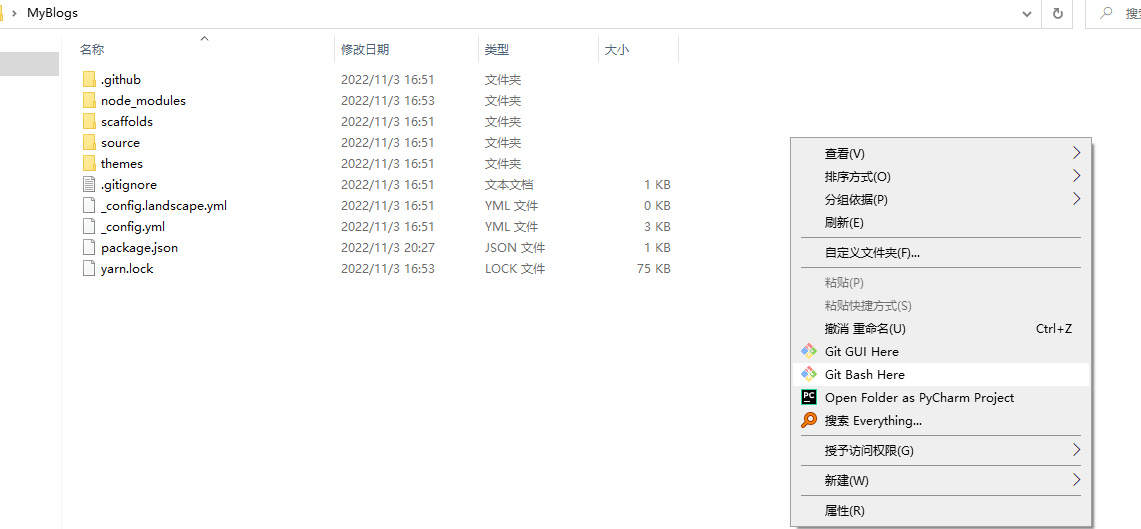 MyBlogs
搜索
名称 修改日期 类型 大小
.github 2022/11/3 16:51 文件夹
node_modules 2022/11/3 16:53 文件夹
scaffolds 2022/11/3 16:51 文件夹
source 2022/11/3 16:51 文件夹
themes 2022/11/3 16:51 文件夹
.gitignore 2022/11/3 16:51 文本文档 1 KB
_config.landscape.yml 2022/11/3 16:51 YML 文件 0 KB
_config.yml 2022/11/3 16:51 YML 文件 3 KB
package.json 2022/11/3 20:27 JSON 文件 1 KB
yarn.lock 2022/11/3 16:53 LOCK 文件 75 KB
查看(V)
排序方式(O)
分组依据(P)
刷新(E)
自定义文件夹(F)...
粘贴(P)
粘贴快捷方式(S)
撤消 重命名(U) Ctrl+Z
Git GUI Here
Git Bash Here
PC Open Folder as PyCharm Project
搜索 Everything...
授予访问权限(G)
新建(W)
属性(R)